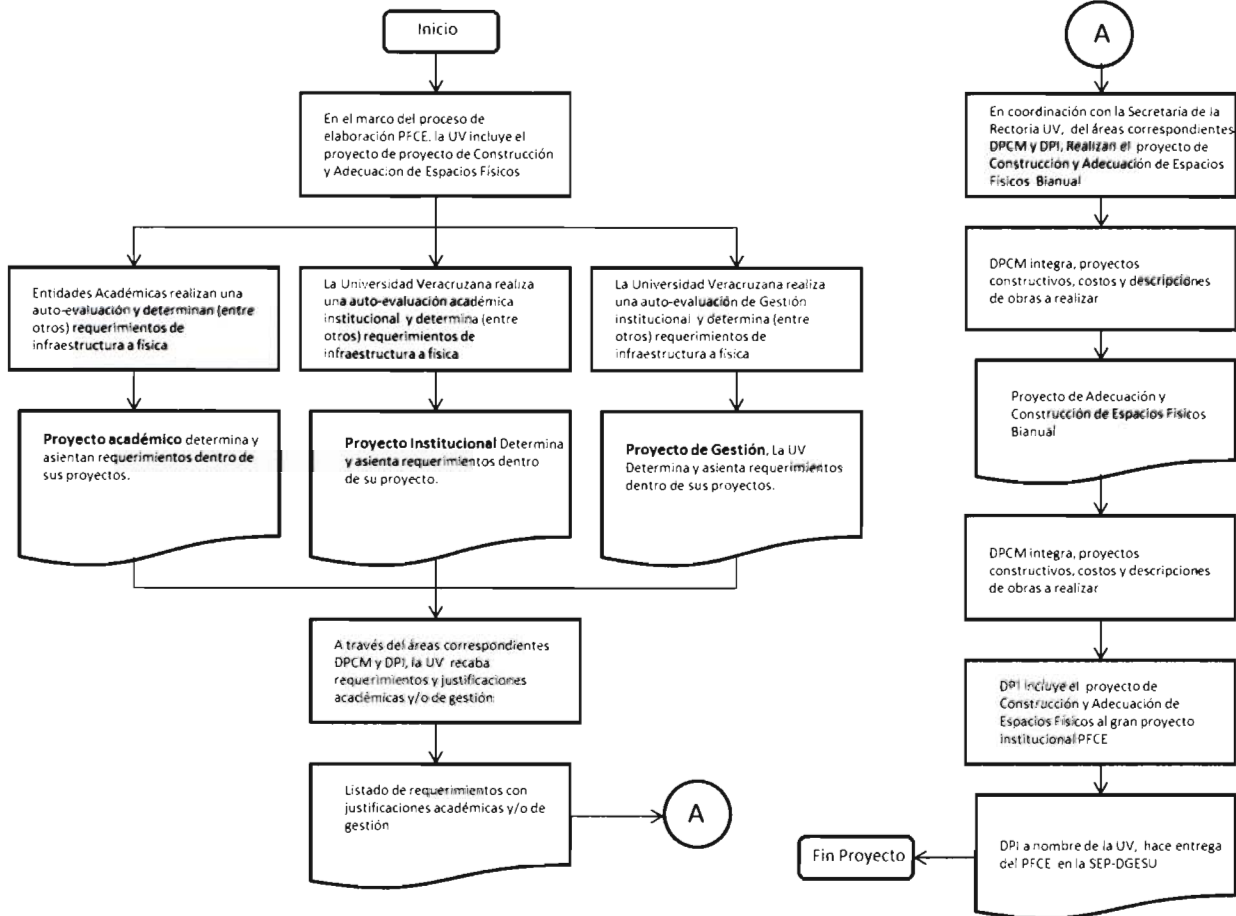 Inicio
En el marco del proceso de
elaboración PFCE, la UV incluye el
proyecto de proyecto de Construcción
y Adecuacion de Espacios Físicos
Entidades Académicas realizan una
auto-evaluación y determinan (entre
otros) requerimientos de
infraestructura a física
La Universidad Veracruzana realiza
una auto-evaluación académica
institucional y determina (entre
otros) requerimientos de
infraestructura a física
La Universidad Veracruzana realiza
una auto-evaluación de Gestión
institucional y determina (entre
otros) requerimientos de
infraestructura a física
Proyecto académico determina y
asientan requerimientos dentro de
sus proyectos.
Proyecto Institucional Determina
y asienta requerimientos dentro
de su proyecto.
Proyecto de Gestión, La UV
Determina y asienta requerimientos
dentro de sus proyectos.
A través del áreas correspondientes
DPCM y DPI, la UV recaba
requerimientos y justificaciones
académicas y/o de gestión
Listado de requerimientos con
justificaciones académicas y/o de
gestión
A
A
En coordinación con la Secretaría de la
Rectoria UV, del áreas correspondientes
DPCM y DPI, Realizan el proyecto de
Construcción y Adecuación de Espacios
Físicos Bianual
DPCM integra, proyectos
constructivos, costos y descripciones
de obras a realizar
Proyecto de Adecuación y
Construcción de Espacios Físicos
Bianual
DPCM integra, proyectos
constructivos, costos y descripciones
de obras a realizar
DPI incluye el proyecto de
Construcción y Adecuación de
Espacios Físicos al gran proyecto
institucional PFCE
DPI a nombre de la UV, hace entrega
del PFCE en la SEP-DGESU
Fin Proyecto